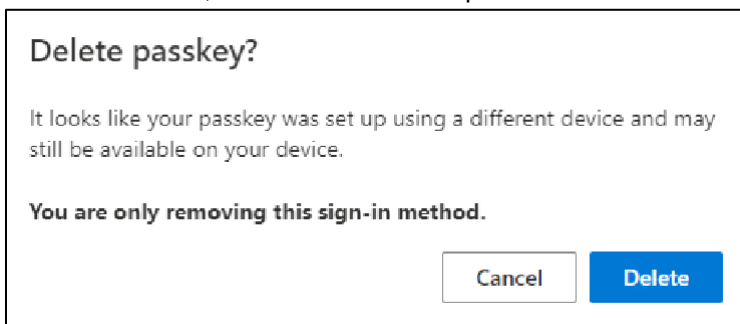 Delete passkey?
It looks like your passkey was set up using a different device and may
still be available on your device.
You are only removing this sign-in method.
Cancel Delete